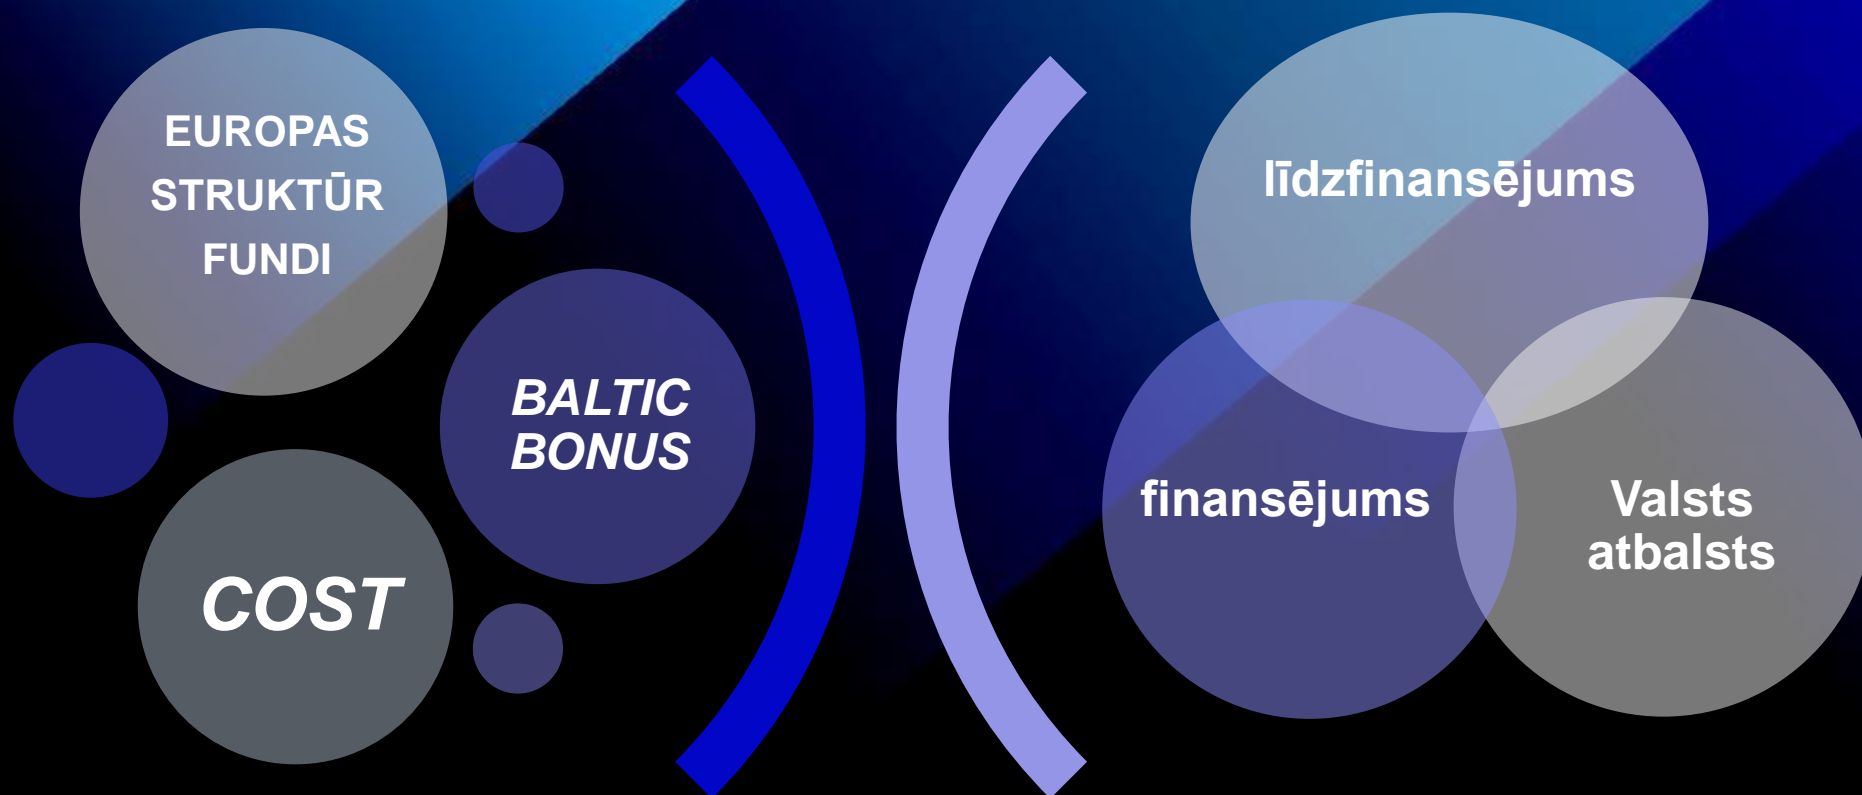 EUROPAS
STRUKTŪR
FUNDI
BALTIC
BONUS
COST
līdzfinansējums
finansējums
Valsts
atbalsts